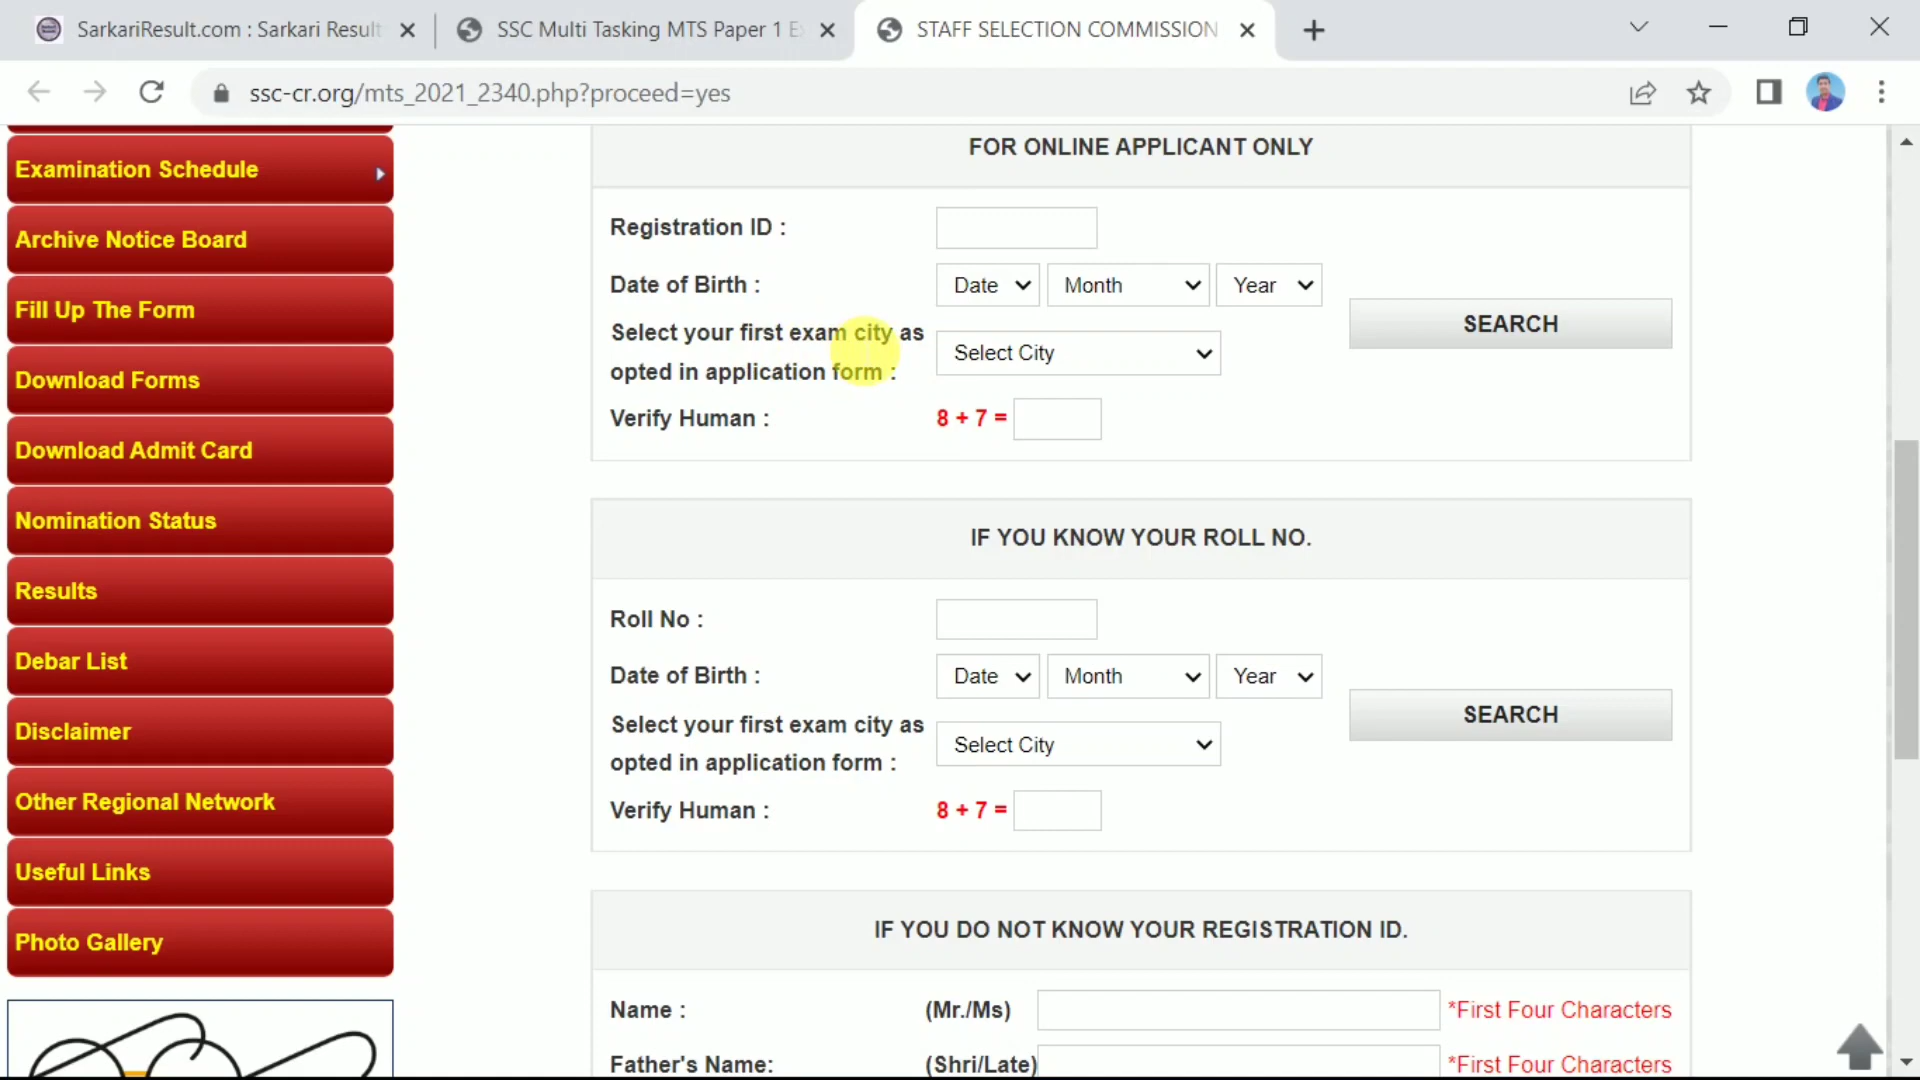 SarkariResult.com : Sarkari Result
SSC Multi Tasking MTS Paper 1 E
STAFF SELECTION COMMISSION
ssc-cr.org/mts_2021_2340.php?proceed=yes
Examination Schedule
Archive Notice Board
Fill Up The Form
Download Forms
Download Admit Card
Nomination Status
Results
Debar List
Disclaimer
Other Regional Network
Useful Links
Photo Gallery
FOR ONLINE APPLICANT ONLY
Registration ID :
Date of Birth : Date Month Year
Select your first exam city as
opted in application form :
Select City
SEARCH
Verify Human : 8 + 7 =
IF YOU KNOW YOUR ROLL NO.
Roll No :
Date of Birth : Date Month Year
Select your first exam city as
opted in application form :
Select City
SEARCH
Verify Human : 8 + 7 =
IF YOU DO NOT KNOW YOUR REGISTRATION ID.
Name : (Mr./Ms) *First Four Characters
Father's Name: (Shri/Late) *First Four Characters